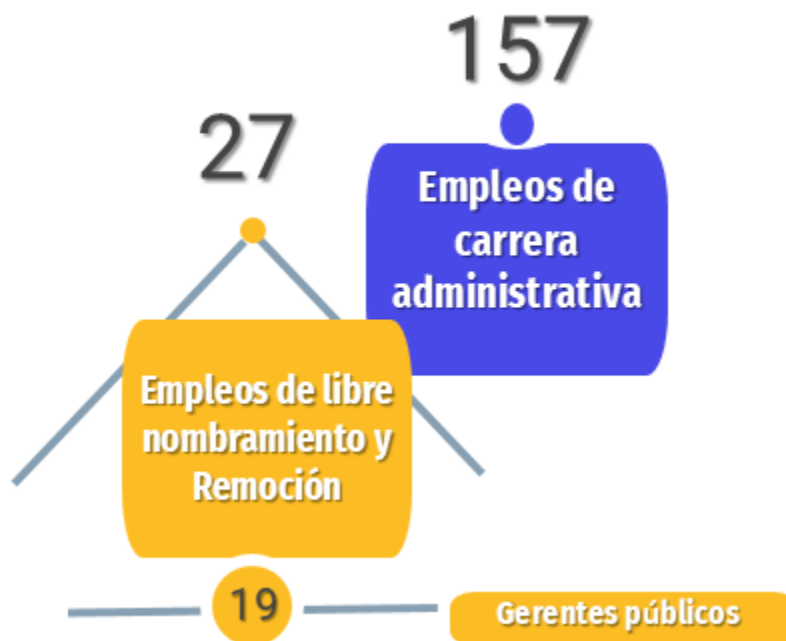 157
Empleos de
carrera
administrativa
27
Empleos de libre
nombramiento y
Remoción
19
Gerentes públicos